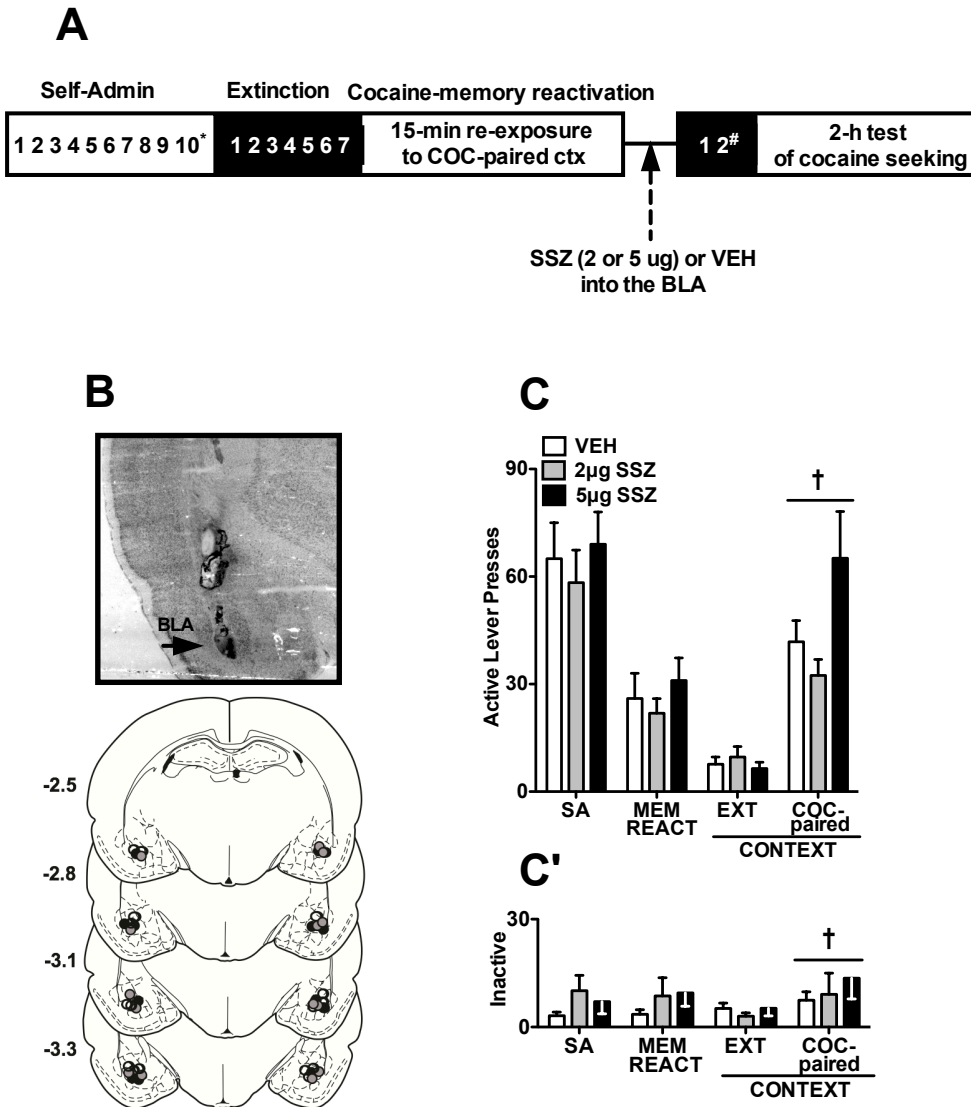 A
Self-Admin
Extinction
Cocaine-memory reactivation
1 2 3 4 5 6 7 8 9 10*
1 2 3 4 5 6 7
15-min re-exposure
to COC-paired ctx
1 2#
2-h test
of cocaine seeking
SSZ (2 or 5 ug) or VEH
into the BLA
B
BLA
-2.5
-2.8
-3.1
-3.3
C
VEH
2µg SSZ
5µg SSZ
†
Active Lever Presses
90
60
30
0
SA
MEM
REACT
EXT
COC-
paired
CONTEXT
C'
†
Inactive
30
0
SA
MEM
REACT
EXT
COC-
paired
CONTEXT